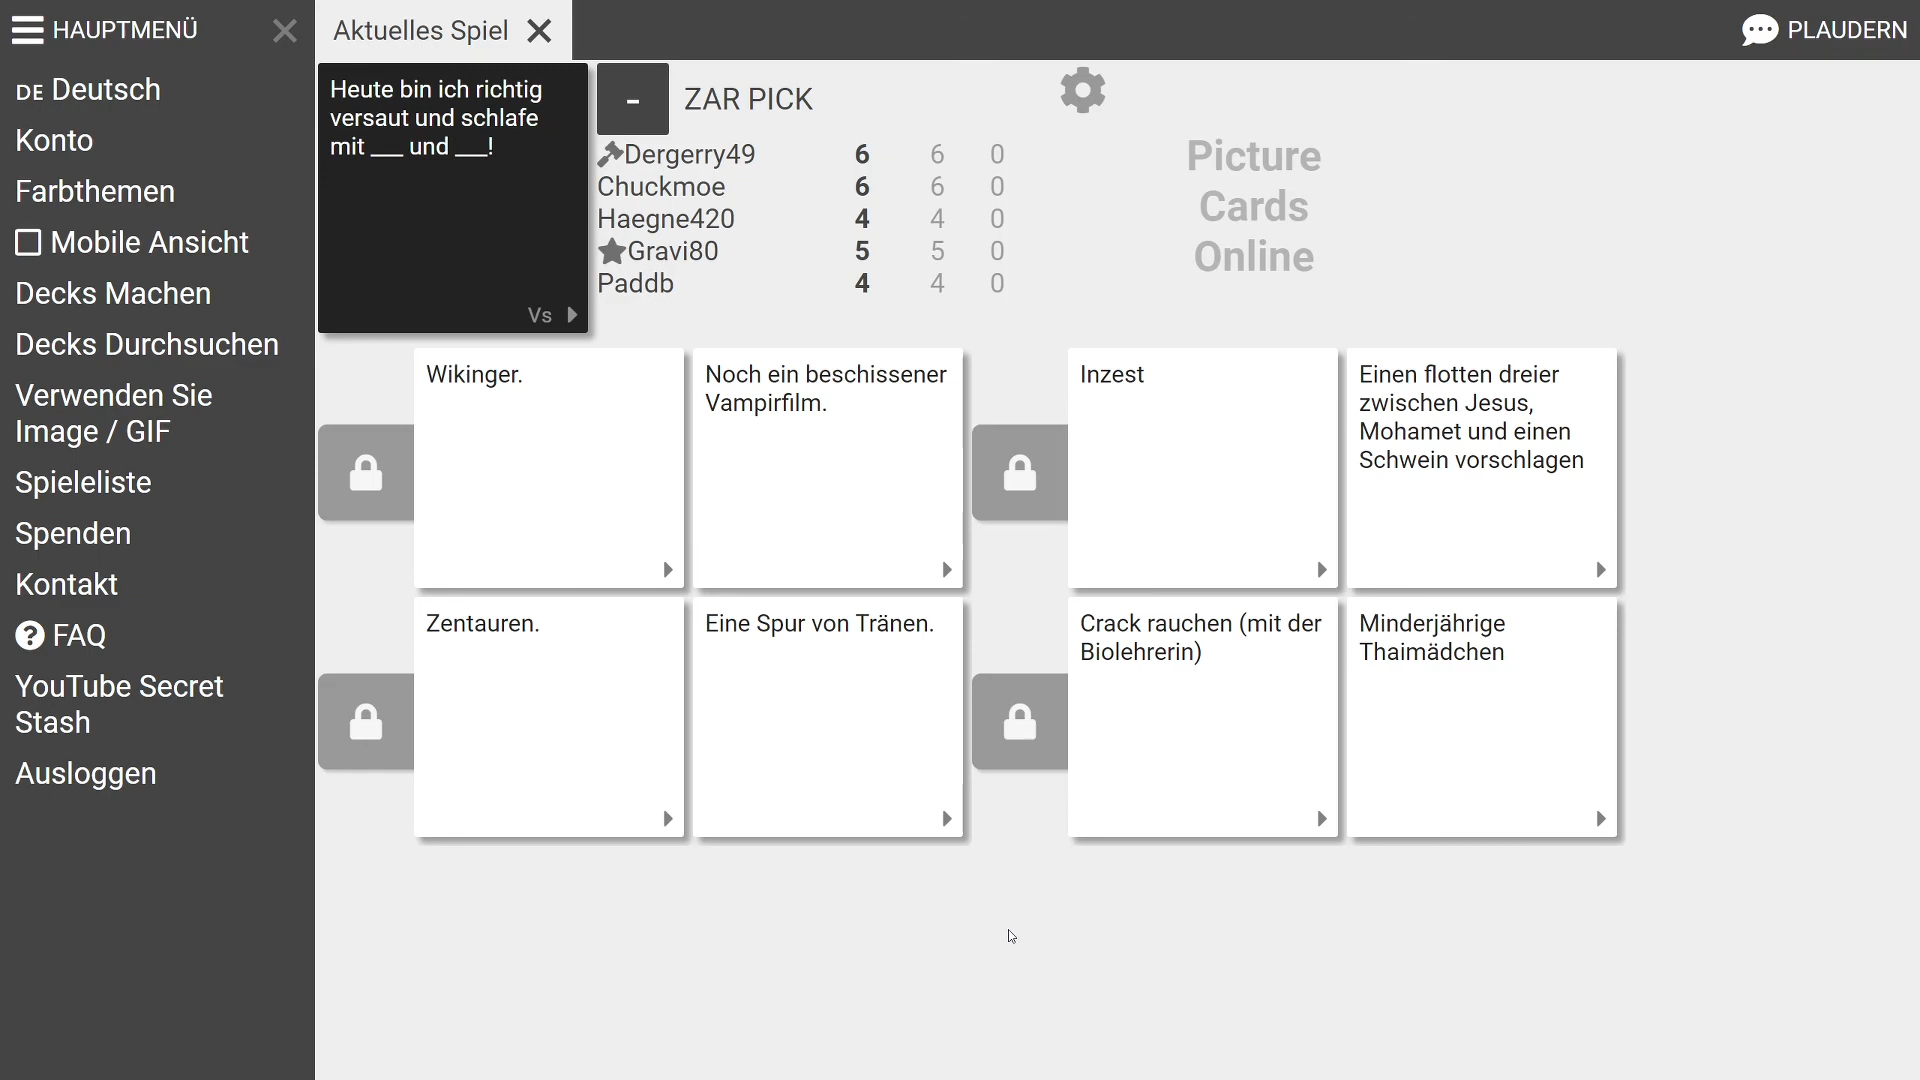 HAUPTMENÜ
DE Deutsch
Konto
Farbthemen
Mobile Ansicht
Decks Machen
Decks Durchsuchen
Verwenden Sie
Image / GIF
Spieleliste
Spenden
Kontakt
FAQ
YouTube Secret
Stash
Ausloggen
Aktuelles Spiel
PLAUDERN
Heute bin ich richtig
versaut und schlafe
mit ___ und ___!
Vs
- ZAR PICK
Dergerry49 6 6 0
Chuckmoe 6 6 0
Haegne420 4 4 0
Gravi80 5 5 0
Paddb 4 4 0
Picture
Cards
Online
Wikinger.
Noch ein beschissener
Vampirfilm.
Inzest
Einen flotten dreier
zwischen Jesus,
Mohamet und einen
Schwein vorschlagen
Zentauren.
Eine Spur von Tränen.
Crack rauchen (mit der
Biolehrerin)
Minderjährige
Thaimädchen